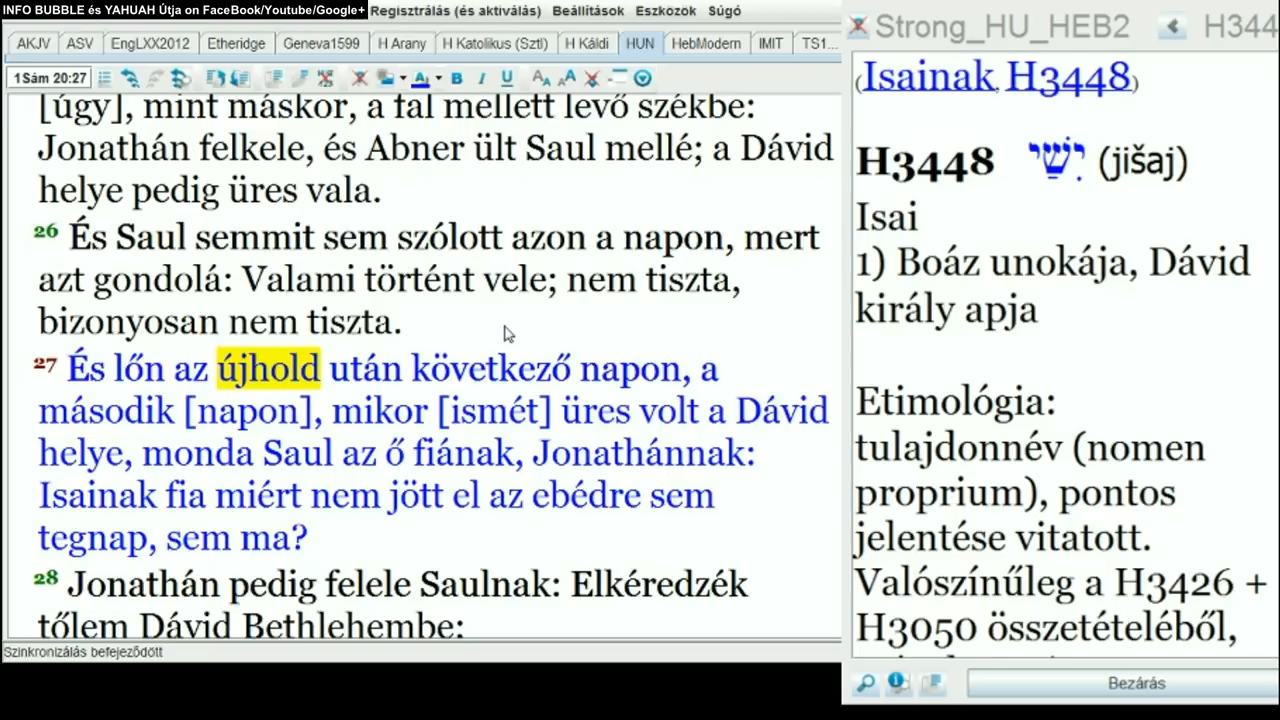 INFO BUBBLE és YAHUAH Útja on FaceBook/Youtube/Google+ Regisztrálás (és aktiválás) Beállítások Eszközök Súgó
AKJV ASV EngLXX2012 Etheridge Geneva1599 H Arany H Katolikus (Szti) H Káldi HUN HebModern IMIT TS1...
1Sám 20:27
[úgy], mint máskor, a fal mellett levő székbe:
Jonathán felkele, és Abner ült Saul mellé; a Dávid
helye pedig üres vala.
26 És Saul semmit sem szólott azon a napon, mert
azt gondolá: Valami történt vele; nem tiszta,
bizonyosan nem tiszta.
27 És lőn az újhold után következő napon, a
második [napon], mikor [ismét] üres volt a Dávid
helye, monda Saul az ő fiának, Jonathánnak:
Isainak fia miért nem jött el az ebédre sem
tegnap, sem ma?
28 Jonathán pedig felele Saulnak: Elkéredzék
tőlem Dávid Bethlehembe;
Szinkronizálás befejeződött
Strong_HU_HEB2 H344
(Isainak, H3448)
H3448 יִשַׁי (jišaj)
Isai
1) Boáz unokája, Dávid
király apja
Etimológia:
tulajdonnév (nomen
proprium), pontos
jelentése vitatott.
Valószínűleg a H3426 +
H3050 összetételéből,
Bezárás